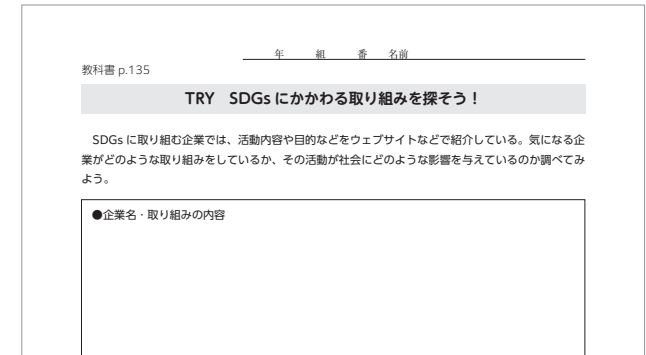 年 組 番 名前
教科書 p.135
TRY SDGs にかかわる取り組みを探そう！
SDGs に取り組む企業では、活動内容や目的などをウェブサイトなどで紹介している。気になる企
業がどのような取り組みをしているか、その活動が社会にどのような影響を与えているのか調べてみ
よう。
●企業名・取り組みの内容